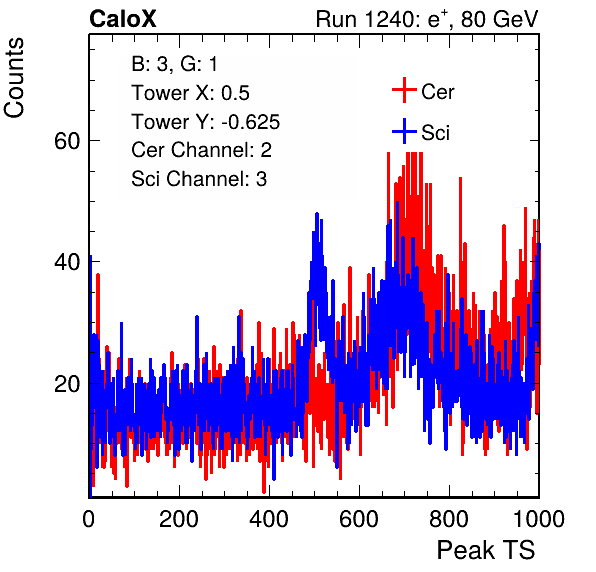 CaloX Run 1240: e⁺, 80 GeV
Counts
B: 3, G: 1
Tower X: 0.5
Tower Y: -0.625
Cer Channel: 2
Sci Channel: 3
Cer
Sci
60
40
20
0 200 400 600 800 1000
Peak TS